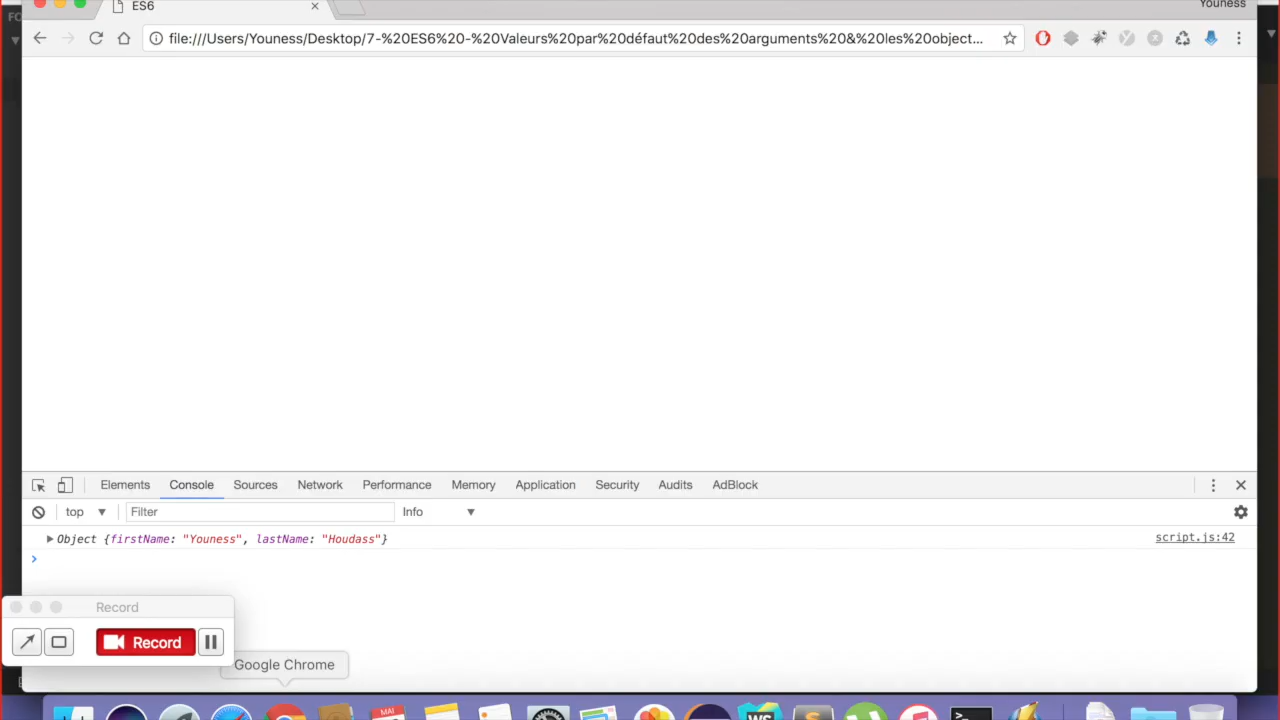 ES6
Youness
file:///Users/Youness/Desktop/7-%20ES6%20-%20Valeurs%20par%20défaut%20des%20arguments%20&%20les%20object...
Elements Console Sources Network Performance Memory Application Security Audits AdBlock
top Filter Info
Object {firstName: "Youness", lastName: "Houdass"} script.js:42
Record
Record
Google Chrome
MAI
WS